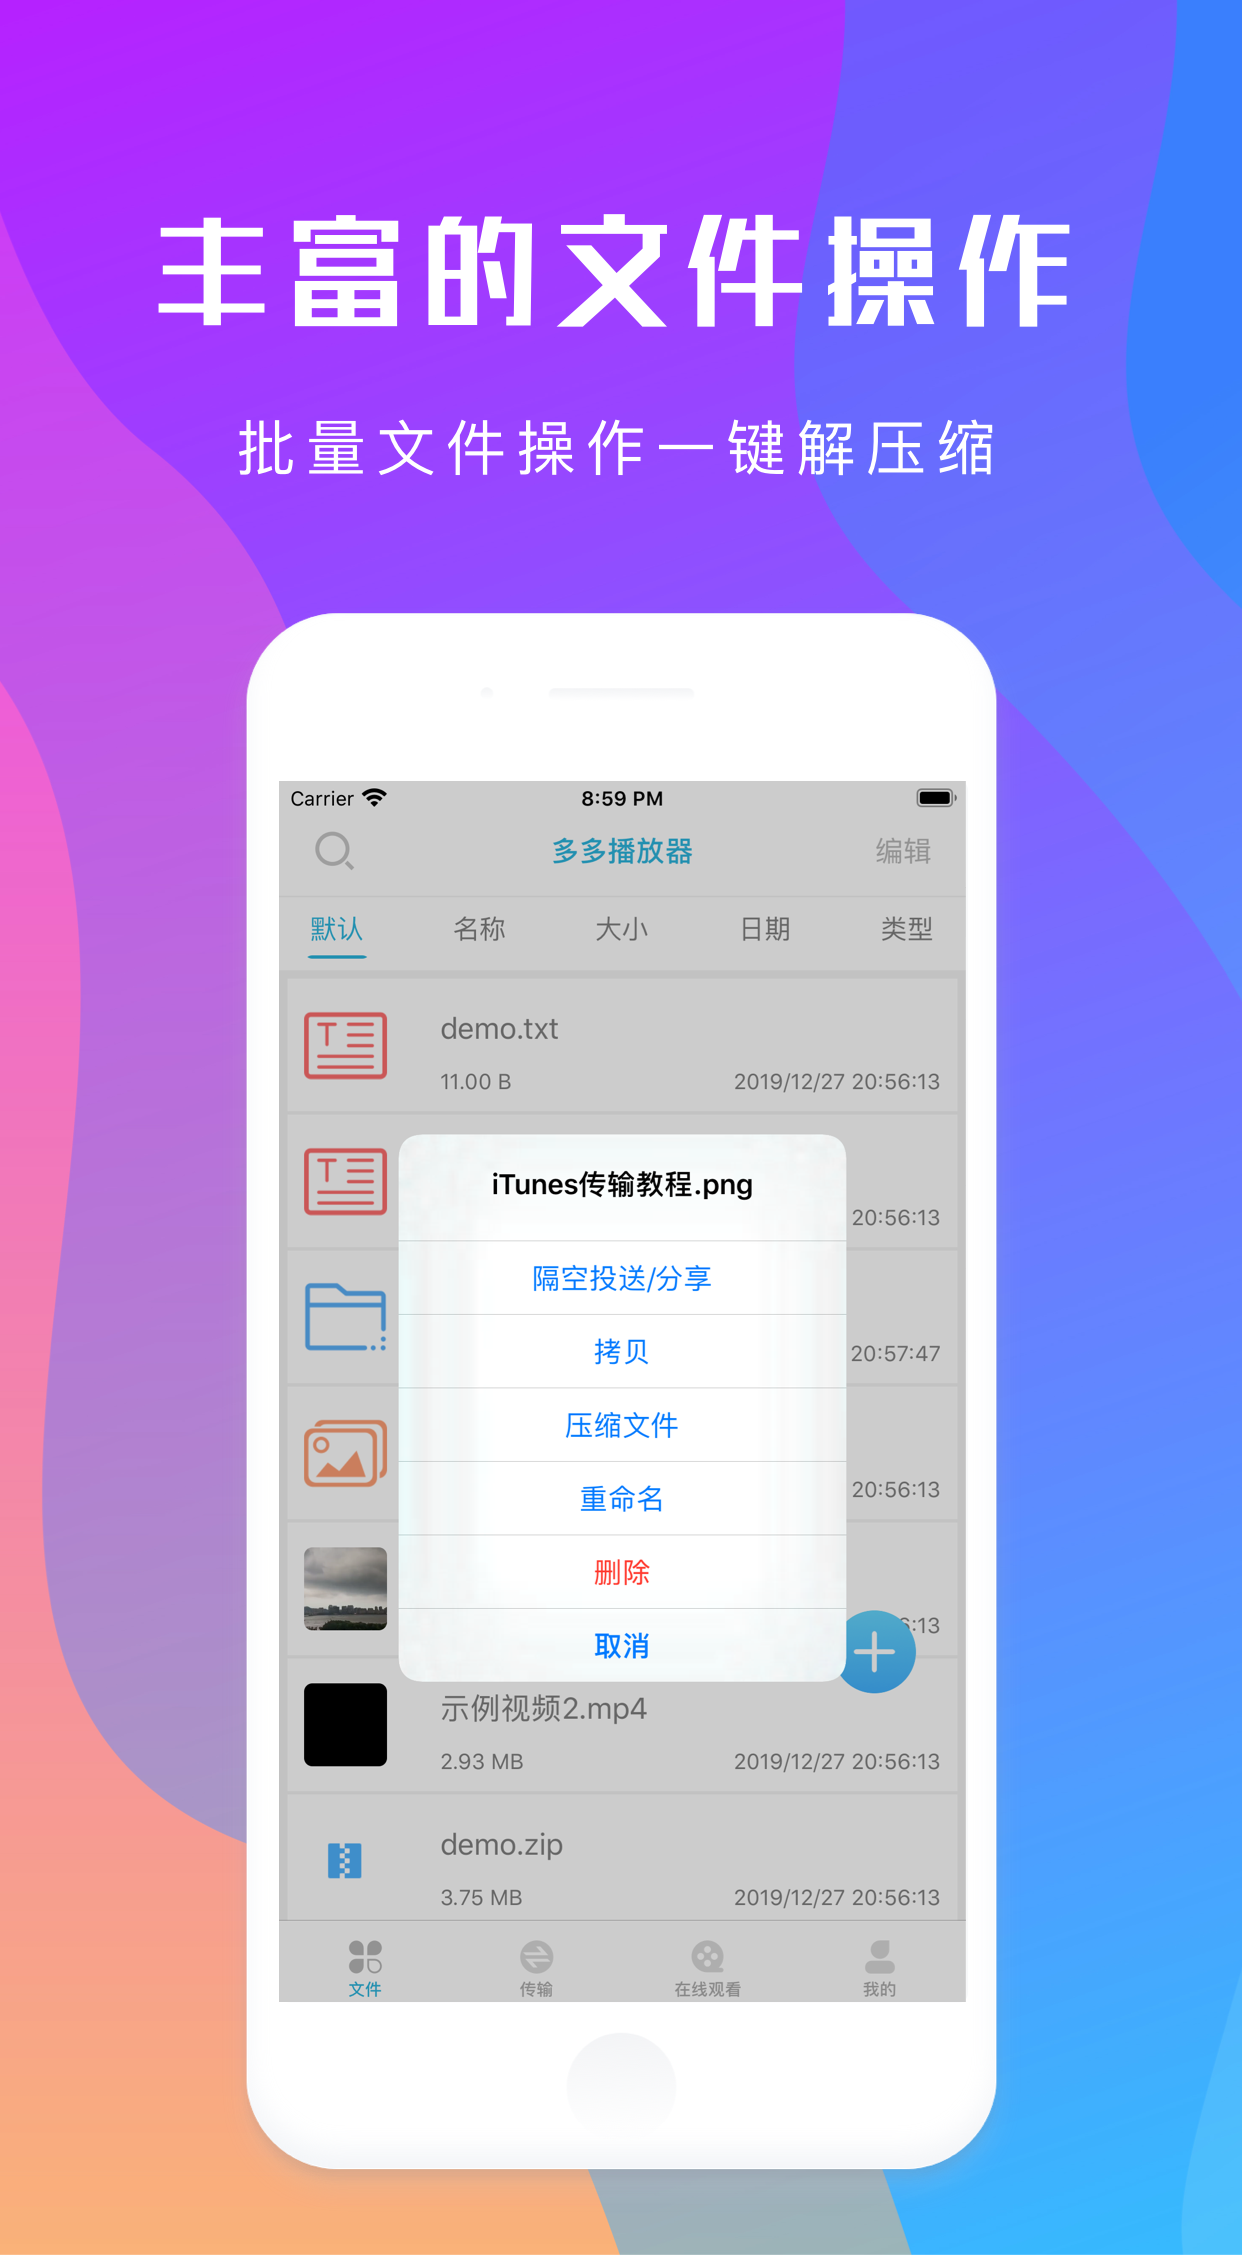 丰富的文件操作
批量文件操作一键解压缩
Carrier 8:59 PM
多多播放器 编辑
默认 名称 大小 日期 类型
demo.txt
11.00 B 2019/12/27 20:56:13
iTunes传输教程.png
20:56:13
隔空投送/分享
拷贝
20:57:47
压缩文件
重命名
20:56:13
删除
:13
取消
示例视频2.mp4
2.93 MB 2019/12/27 20:56:13
demo.zip
3.75 MB 2019/12/27 20:56:13
文件 传输 在线观看 我的